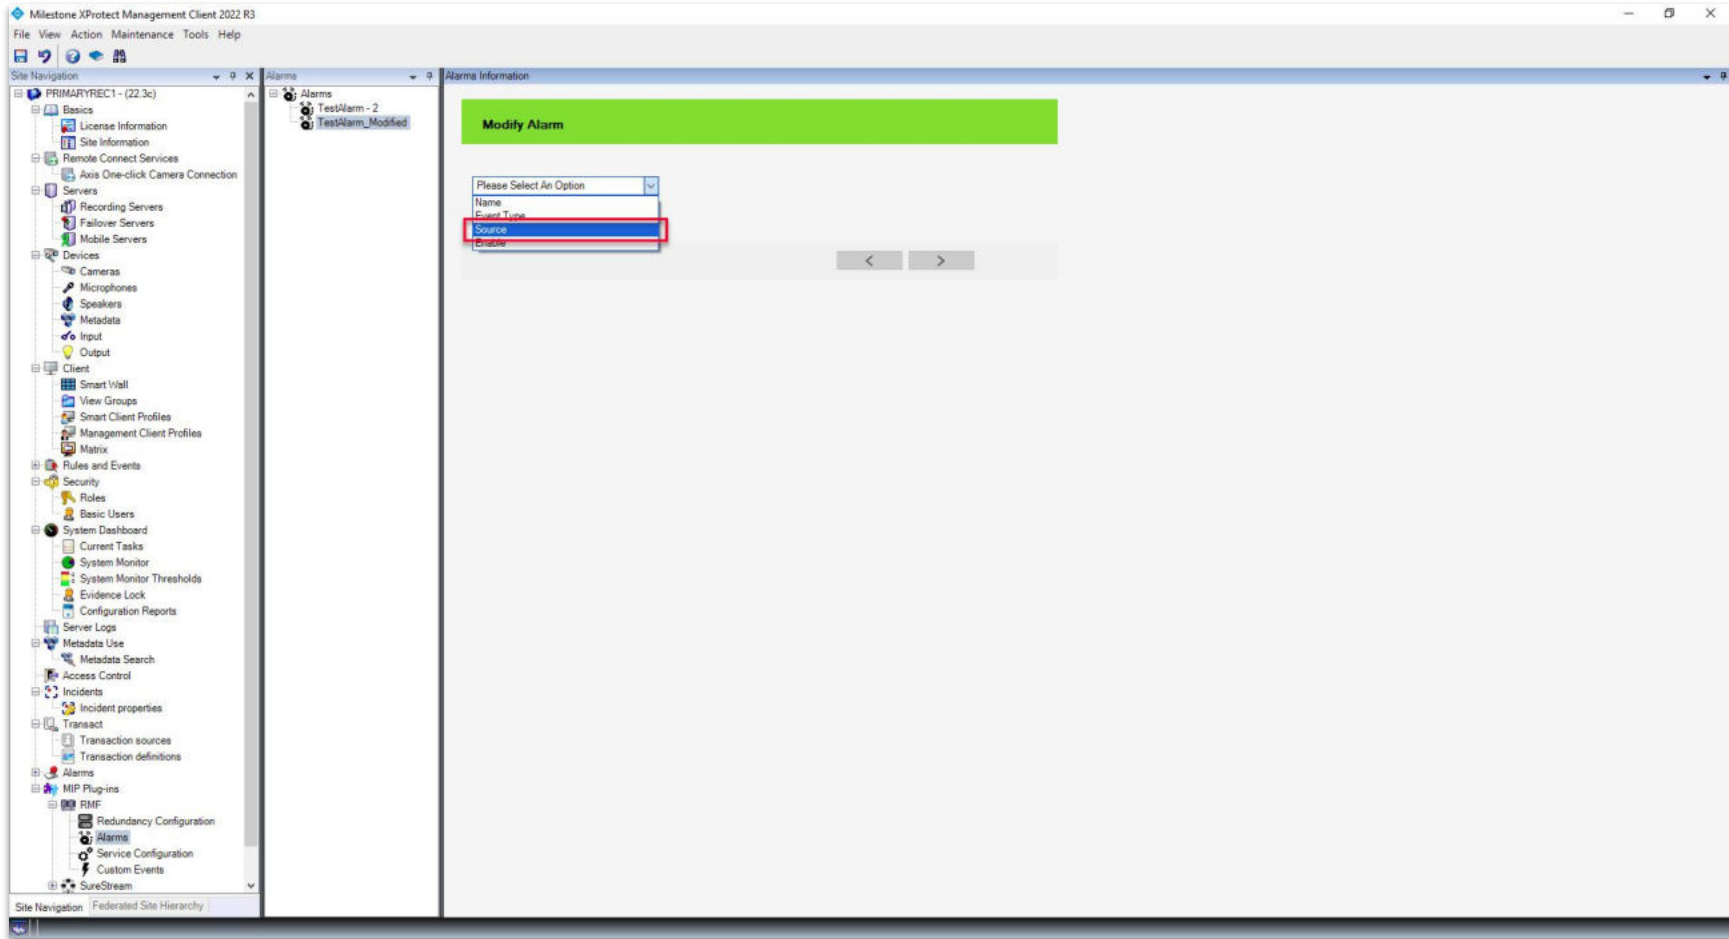 Milestone XProtect Management Client 2022 R3
File View Action Maintenance Tools Help
Site Navigation
PRIMARYREC1 - (22.3c)
Basics
License Information
Site Information
Remote Connect Services
Axis One-click Camera Connection
Servers
Recording Servers
Failover Servers
Mobile Servers
Devices
Cameras
Microphones
Speakers
Metadata
Input
Output
Client
Smart Wall
View Groups
Smart Client Profiles
Management Client Profiles
Matrix
Rules and Events
Security
Roles
Basic Users
System Dashboard
Current Tasks
System Monitor
System Monitor Thresholds
Evidence Lock
Configuration Reports
Server Logs
Metadata Use
Metadata Search
Access Control
Incidents
Incident properties
Transact
Transaction sources
Transaction definitions
Alarms
MIP Plug-ins
RMF
Redundancy Configuration
Alarms
Service Configuration
Custom Events
SureStream
Site Navigation Federated Site Hierarchy
Alarms
Alarms
TestAlarm - 2
TestAlarm_Modified
Alarms Information
Modify Alarm
Please Select An Option
Name
Event Type
Source
Enable
< >